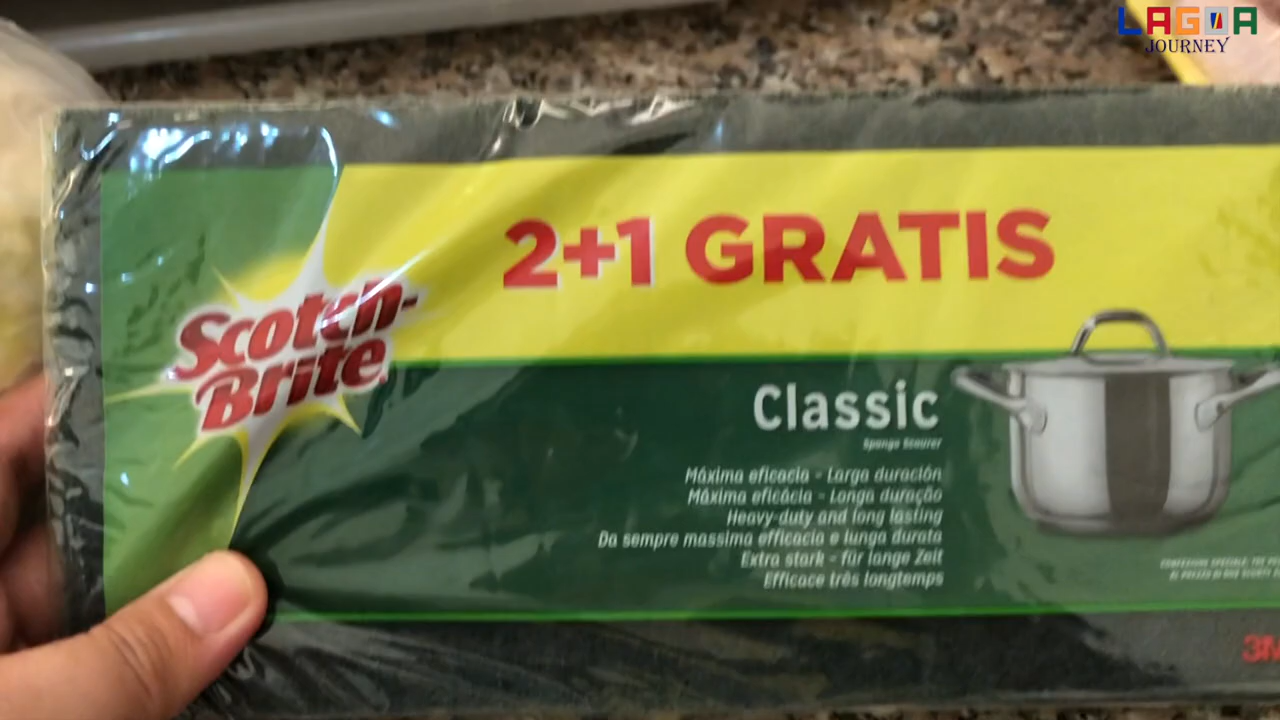 LAGOA
JOURNEY
2+1 GRATIS
Scotch-
Brite
Classic
Máxima eficacia - Larga duración
Máxima eficácia - Longa duração
Heavy-duty and long lasting
Da sempre massima efficacia e lunga durata
Extra stark - für lange Zeit
Efficace très longtemps
3M